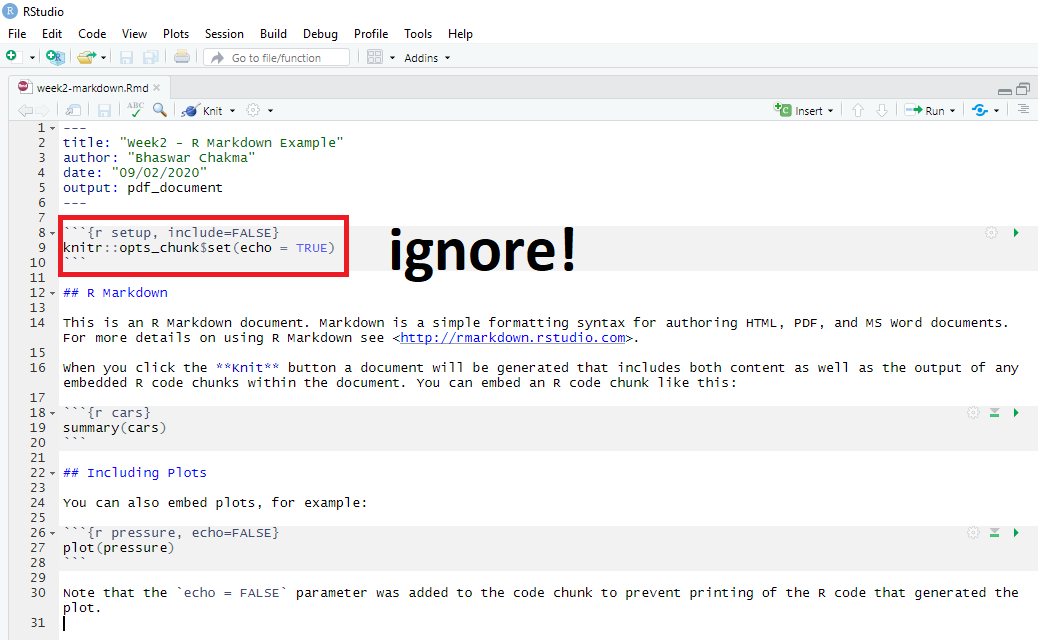 RStudio
File Edit Code View Plots Session Build Debug Profile Tools Help
Go to file/function Addins
week2-markdown.Rmd
ABC Knit Insert Run
1 ---
2 title: "Week2 - R Markdown Example"
3 author: "Bhaswar Chakma"
4 date: "09/02/2020"
5 output: pdf_document
6 ---
7
8 ```{r setup, include=FALSE}
9 knitr::opts_chunk$set(echo = TRUE)
10 ```
ignore!
11
12 ## R Markdown
13
14 This is an R Markdown document. Markdown is a simple formatting syntax for authoring HTML, PDF, and MS Word documents.
For more details on using R Markdown see <http://rmarkdown.rstudio.com>.
15
16 When you click the **Knit** button a document will be generated that includes both content as well as the output of any
embedded R code chunks within the document. You can embed an R code chunk like this:
17
18 ```{r cars}
19 summary(cars)
20 ```
21
22 ## Including Plots
23
24 You can also embed plots, for example:
25
26 ```{r pressure, echo=FALSE}
27 plot(pressure)
28 ```
29
30 Note that the `echo = FALSE` parameter was added to the code chunk to prevent printing of the R code that generated the
plot.
31